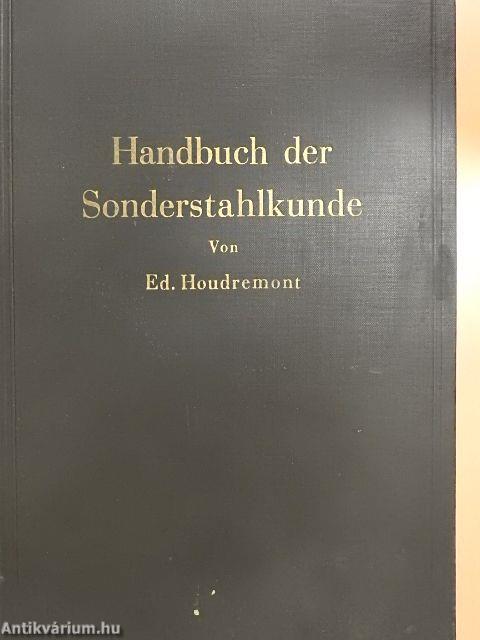 Handbuch der
Sonderstahlkunde
Von
Ed. Houdremont
Antikvárium.hu